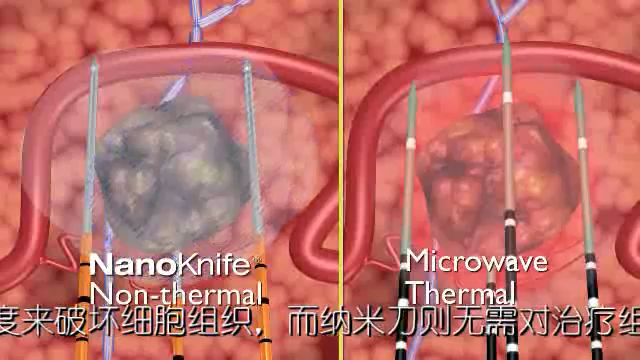 NanoKnife™
Non-thermal
Microwave
Thermal
度来破坏细胞组织，而纳米刀则无需对治疗组